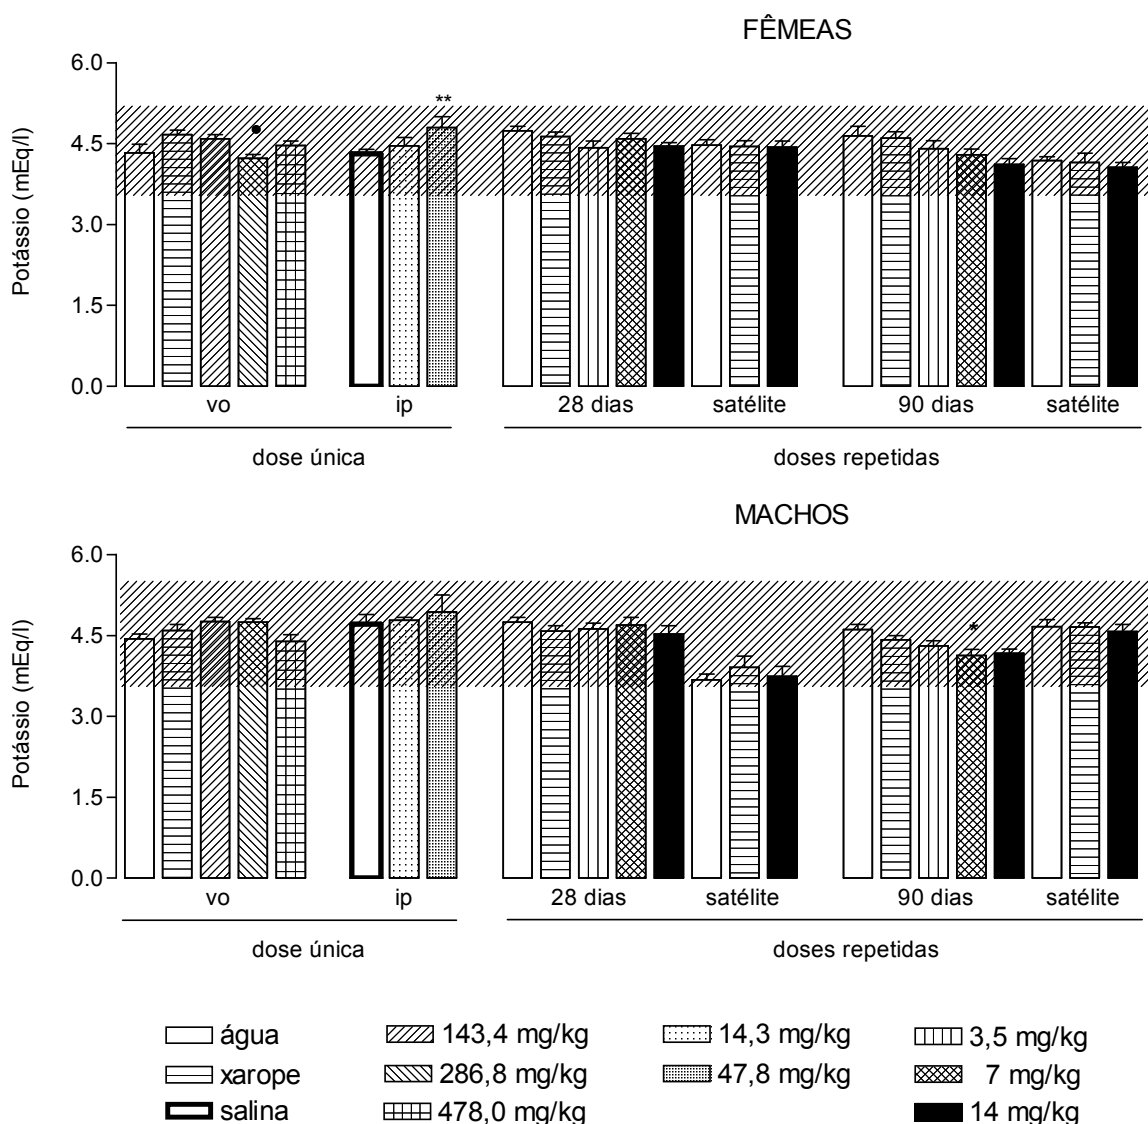 FÊMEAS
Potássio (mEq/l)
6.0
4.5
3.0
1.5
0.0
**
vo ip 28 dias satélite 90 dias satélite
dose única doses repetidas
MACHOS
Potássio (mEq/l)
6.0
4.5
3.0
1.5
0.0
*
vo ip 28 dias satélite 90 dias satélite
dose única doses repetidas
água 143,4 mg/kg 14,3 mg/kg 3,5 mg/kg
xarope 286,8 mg/kg 47,8 mg/kg 7 mg/kg
salina 478,0 mg/kg 14 mg/kg